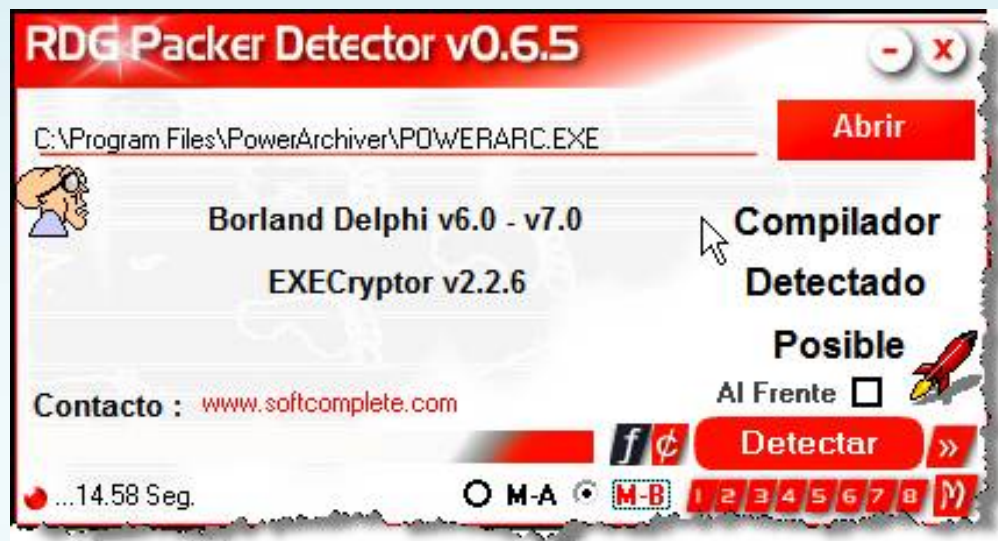 RDG Packer Detector v0.6.5
- x
C:\Program Files\PowerArchiver\POWERARC.EXE
Abrir
Borland Delphi v6.0 - v7.0
Compilador
EXECryptor v2.2.6
Detectado
Posible
Al Frente
Contacto : www.softcomplete.com
f ¢ Detectar »
...14.58 Seg.
M-A M-B 1 2 3 4 5 6 7 8